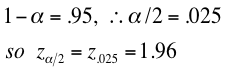 1−α = .95, ∴ α/2 = .025
so z_{α/2} = z_{.025} = 1.96